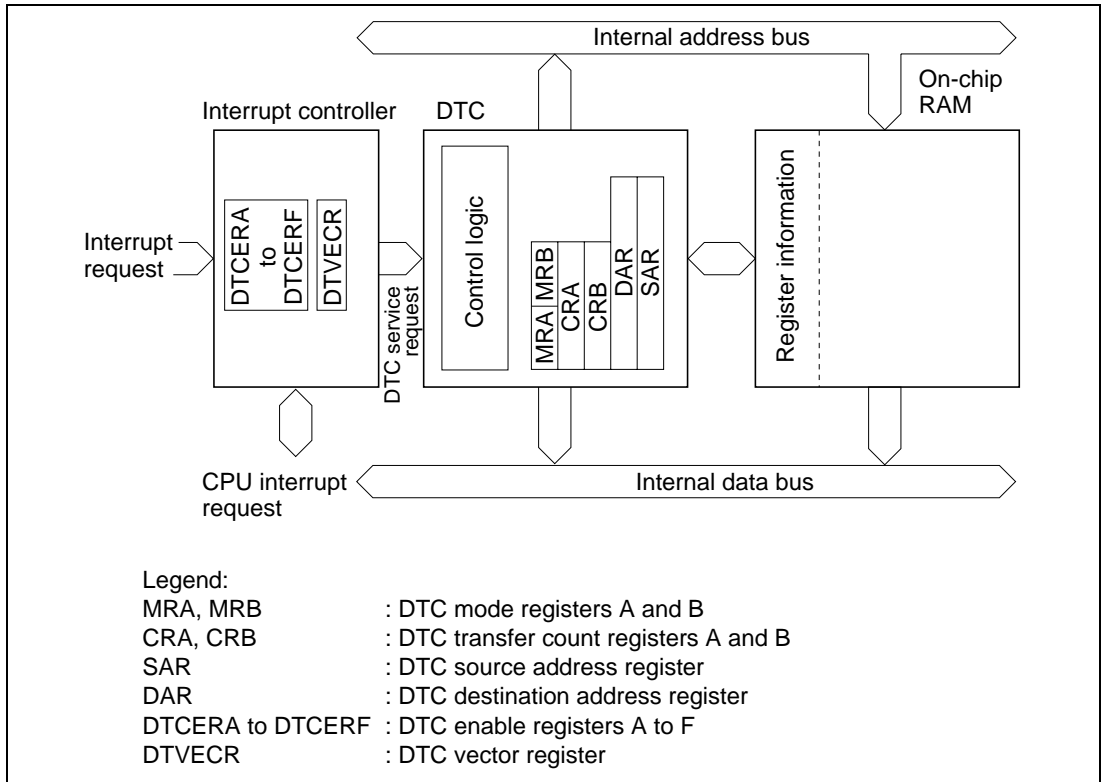 Internal address bus
On-chip
RAM
Interrupt controller
DTC
Interrupt
request
DTCERA
to
DTCERF
DTVECR
DTC service
request
Control logic
MRA MRB
CRA
CRB
DAR
SAR
Register information
CPU interrupt
request
Internal data bus
Legend:
MRA, MRB : DTC mode registers A and B
CRA, CRB : DTC transfer count registers A and B
SAR : DTC source address register
DAR : DTC destination address register
DTCERA to DTCERF : DTC enable registers A to F
DTVECR : DTC vector register